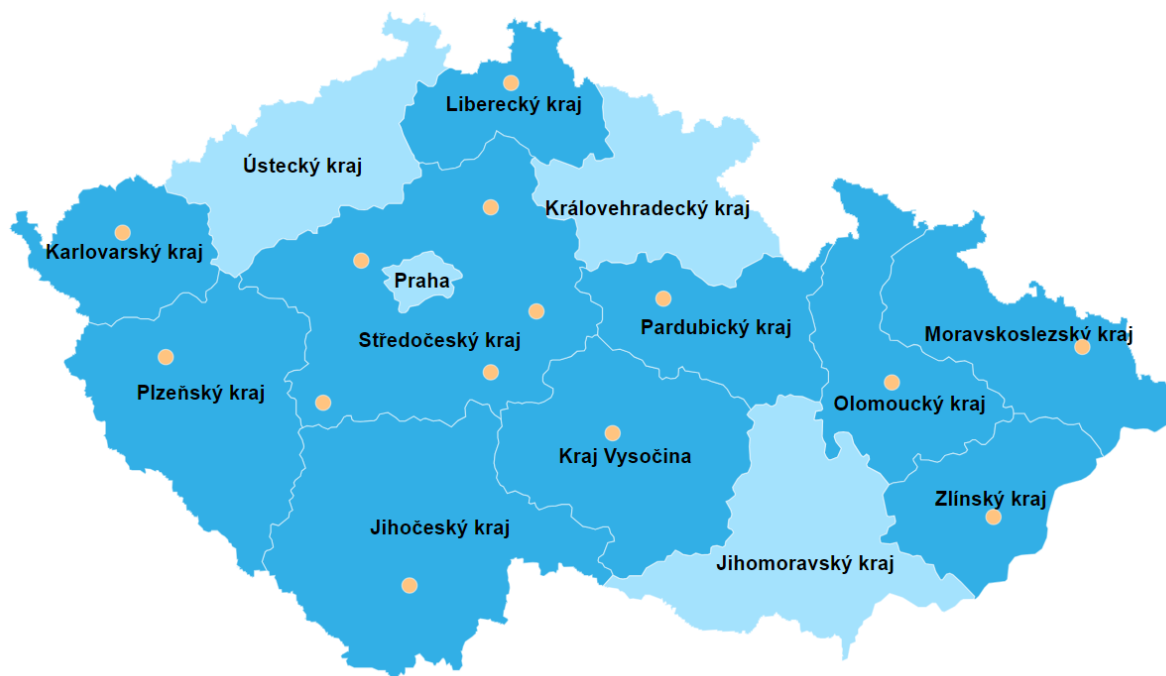 Liberecký kraj
Ústecký kraj
Královehradecký kraj
Karlovarský kraj
Praha
Středočeský kraj
Pardubický kraj
Moravskoslezský kraj
Plzeňský kraj
Olomoucký kraj
Kraj Vysočina
Zlínský kraj
Jihočeský kraj
Jihomoravský kraj